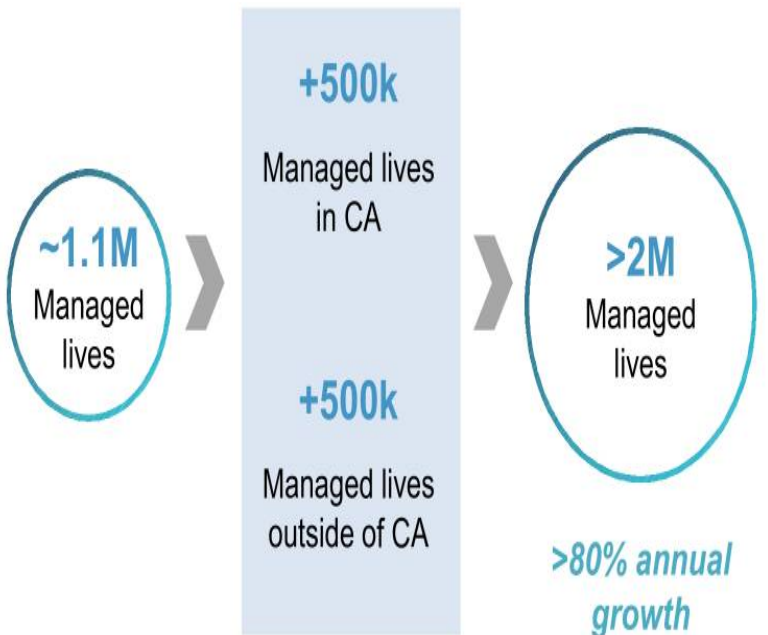 ~1.1M
Managed
lives
+500k
Managed lives
in CA
+500k
Managed lives
outside of CA
>2M
Managed
lives
>80% annual
growth